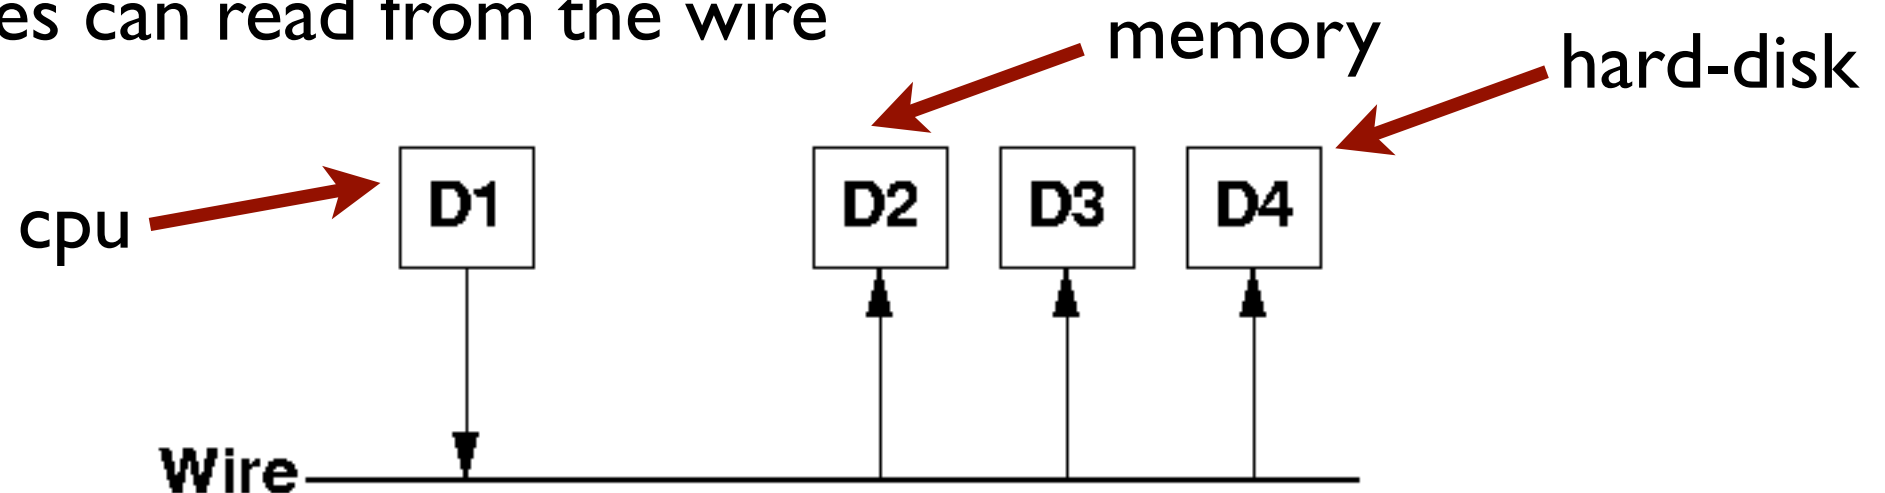 es can read from the wire
memory
hard-disk
cpu
D1
D2
D3
D4
Wire